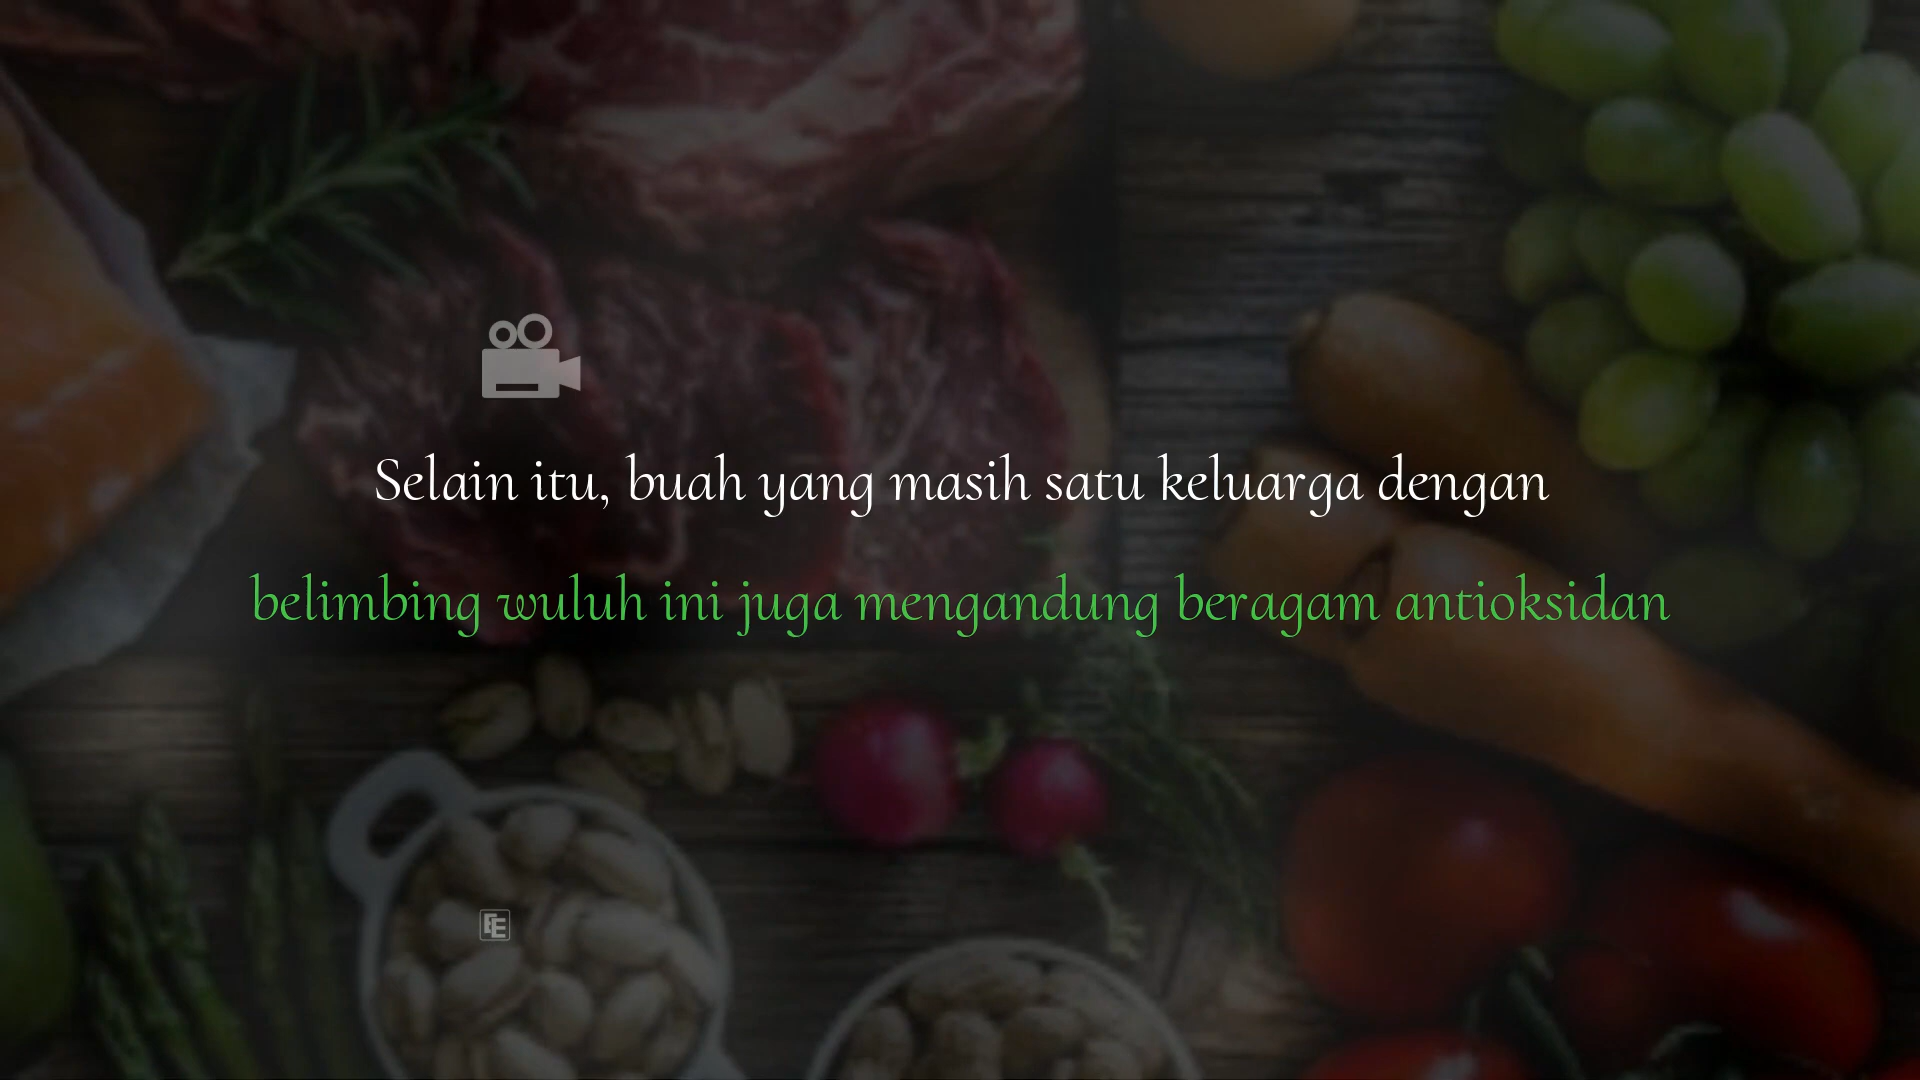 Selain itu, buah yang masih satu keluarga dengan
belimbing wuluh ini juga mengandung beragam antioksidan